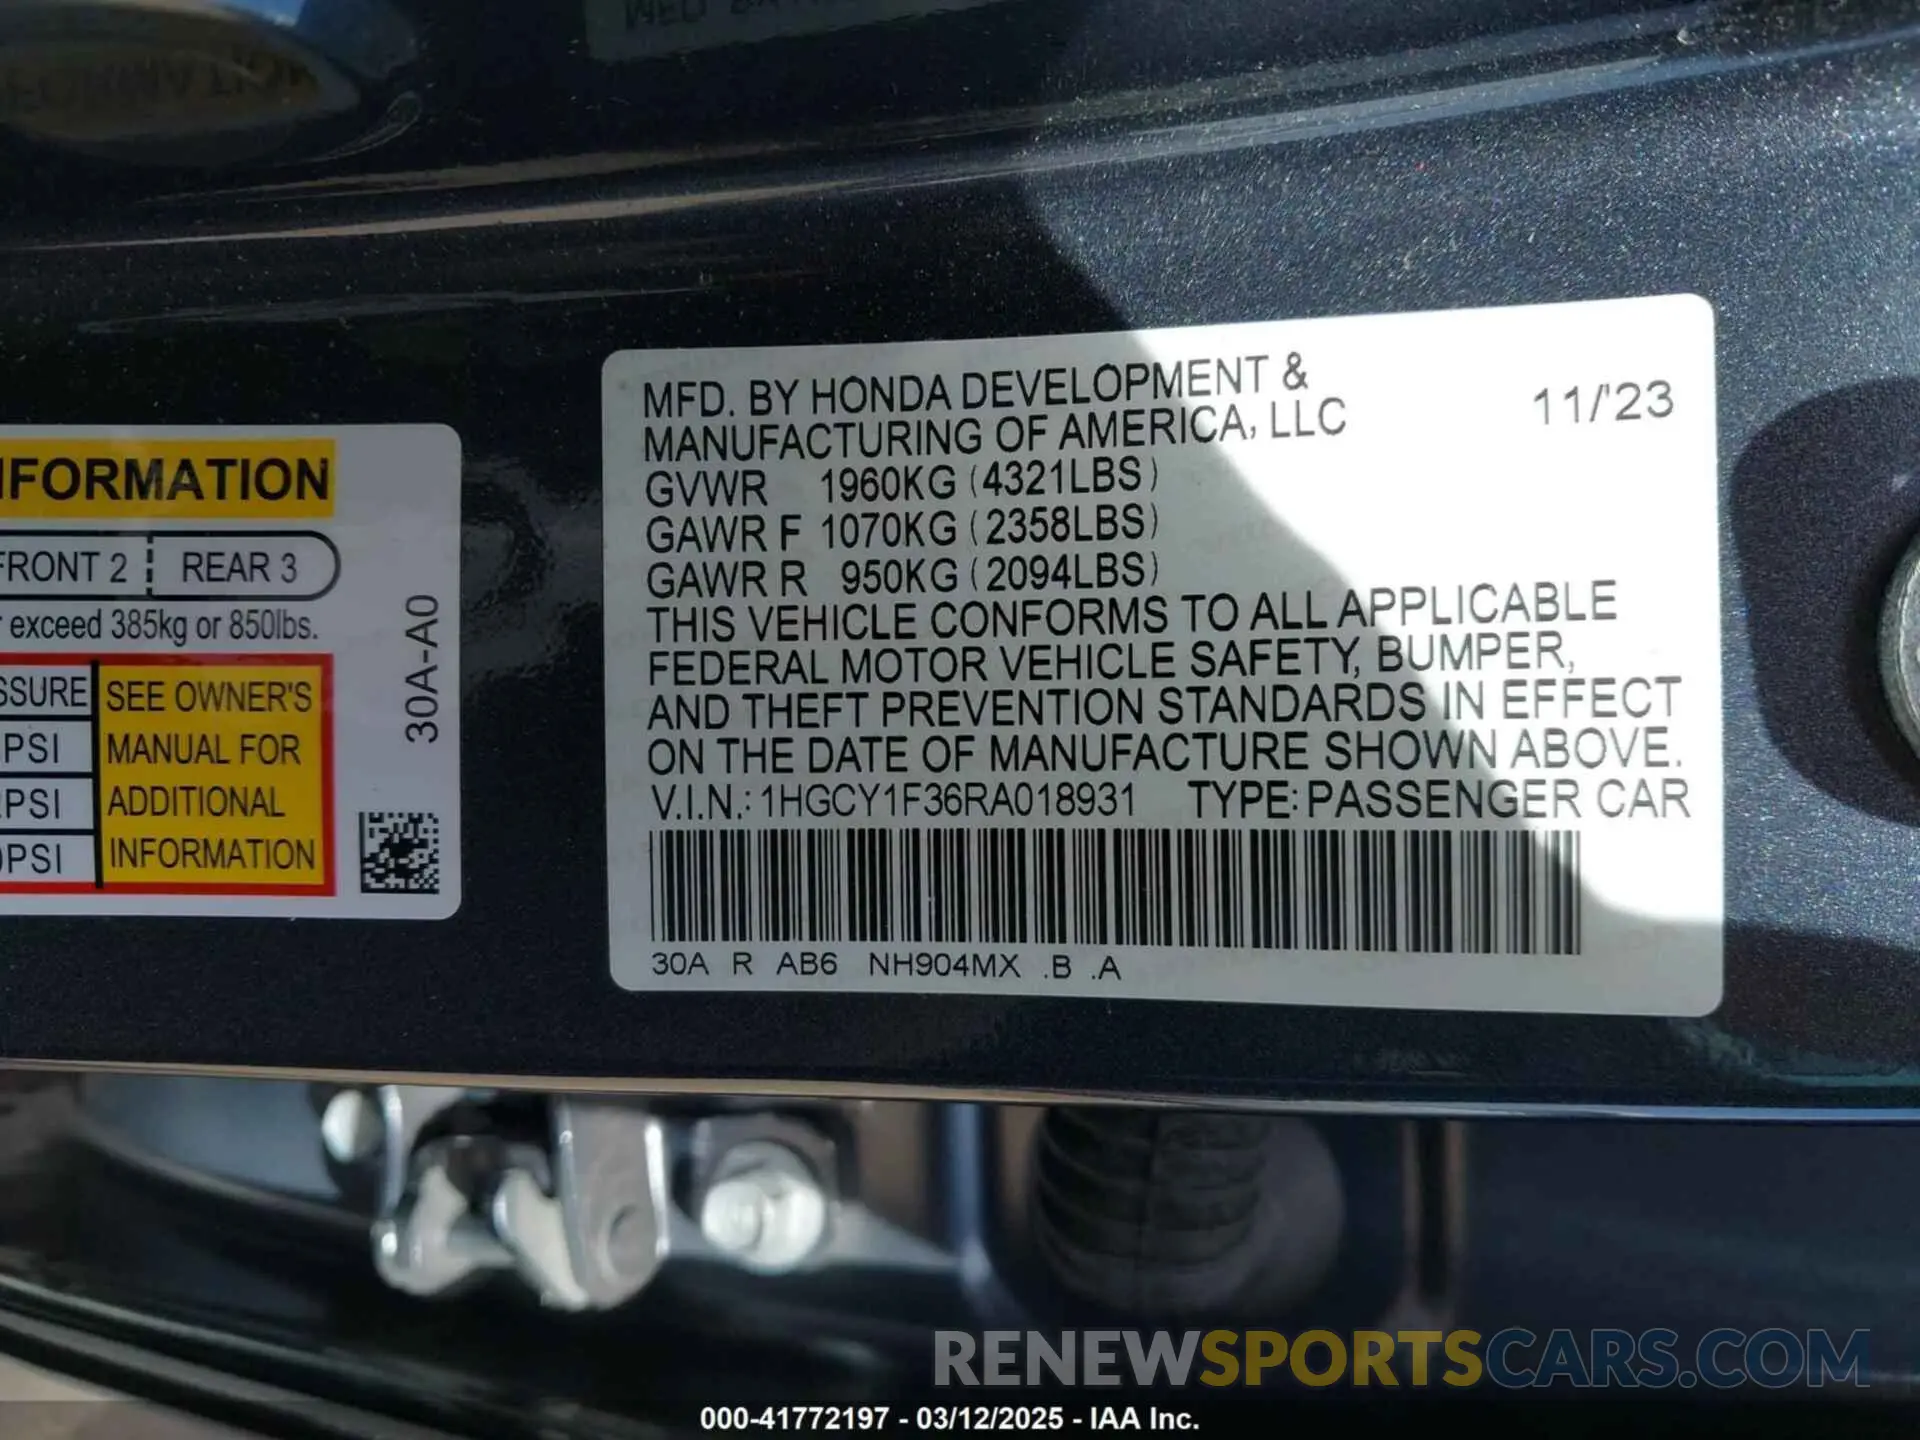 NFORMATION
FRONT 2 REAR 3
exceed 385kg or 850lbs.
SSURE SEE OWNER'S
PSI MANUAL FOR
PSI ADDITIONAL
PSI INFORMATION
30A-A0
MFD. BY HONDA DEVELOPMENT &
MANUFACTURING OF AMERICA, LLC 11/'23
GVWR 1960KG (4321LBS)
GAWR F 1070KG (2358LBS)
GAWR R 950KG (2094LBS)
THIS VEHICLE CONFORMS TO ALL APPLICABLE
FEDERAL MOTOR VEHICLE SAFETY, BUMPER,
AND THEFT PREVENTION STANDARDS IN EFFECT
ON THE DATE OF MANUFACTURE SHOWN ABOVE.
V.I.N.: 1HGCY1F36RA018931 TYPE: PASSENGER CAR
30A R AB6 NH904MX .B .A
RENEWSPORTSCARS.COM
000-41772197 - 03/12/2025 - IAA Inc.